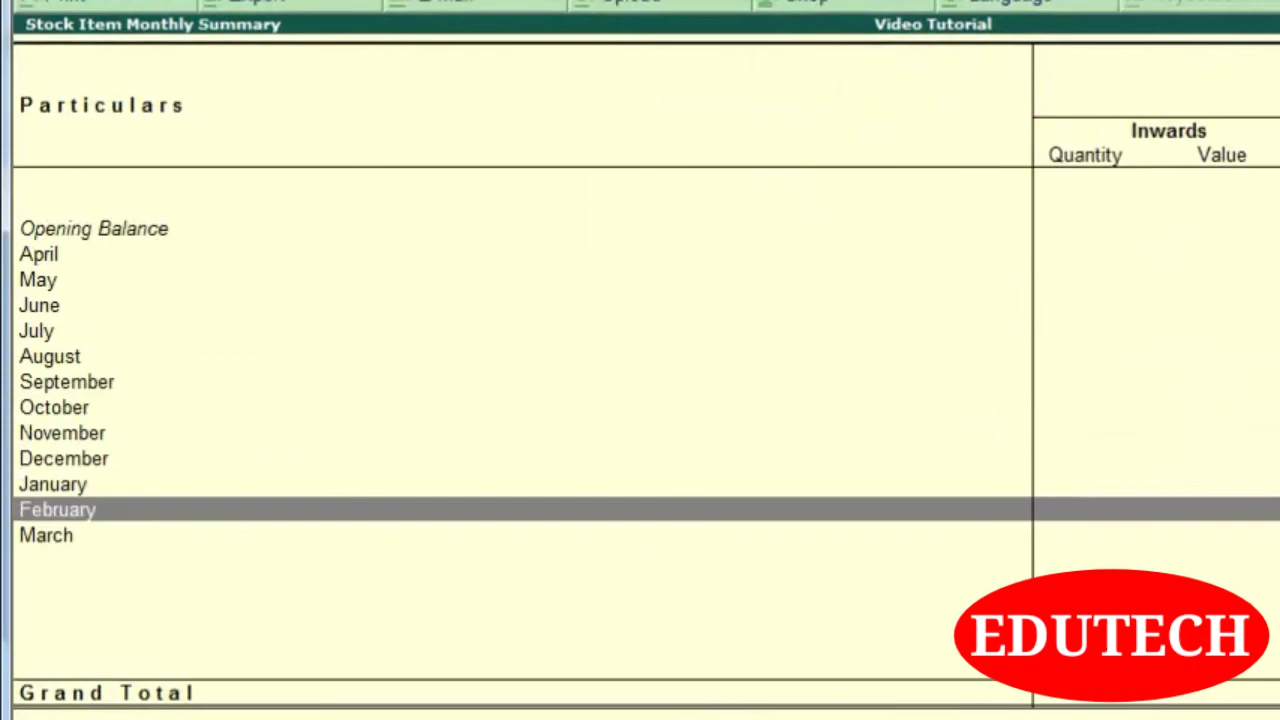 Stock Item Monthly Summary Video Tutorial
Particulars
Inwards
Quantity Value
Opening Balance
April
May
June
July
August
September
October
November
December
January
February
March
EDUTECH
Grand Total